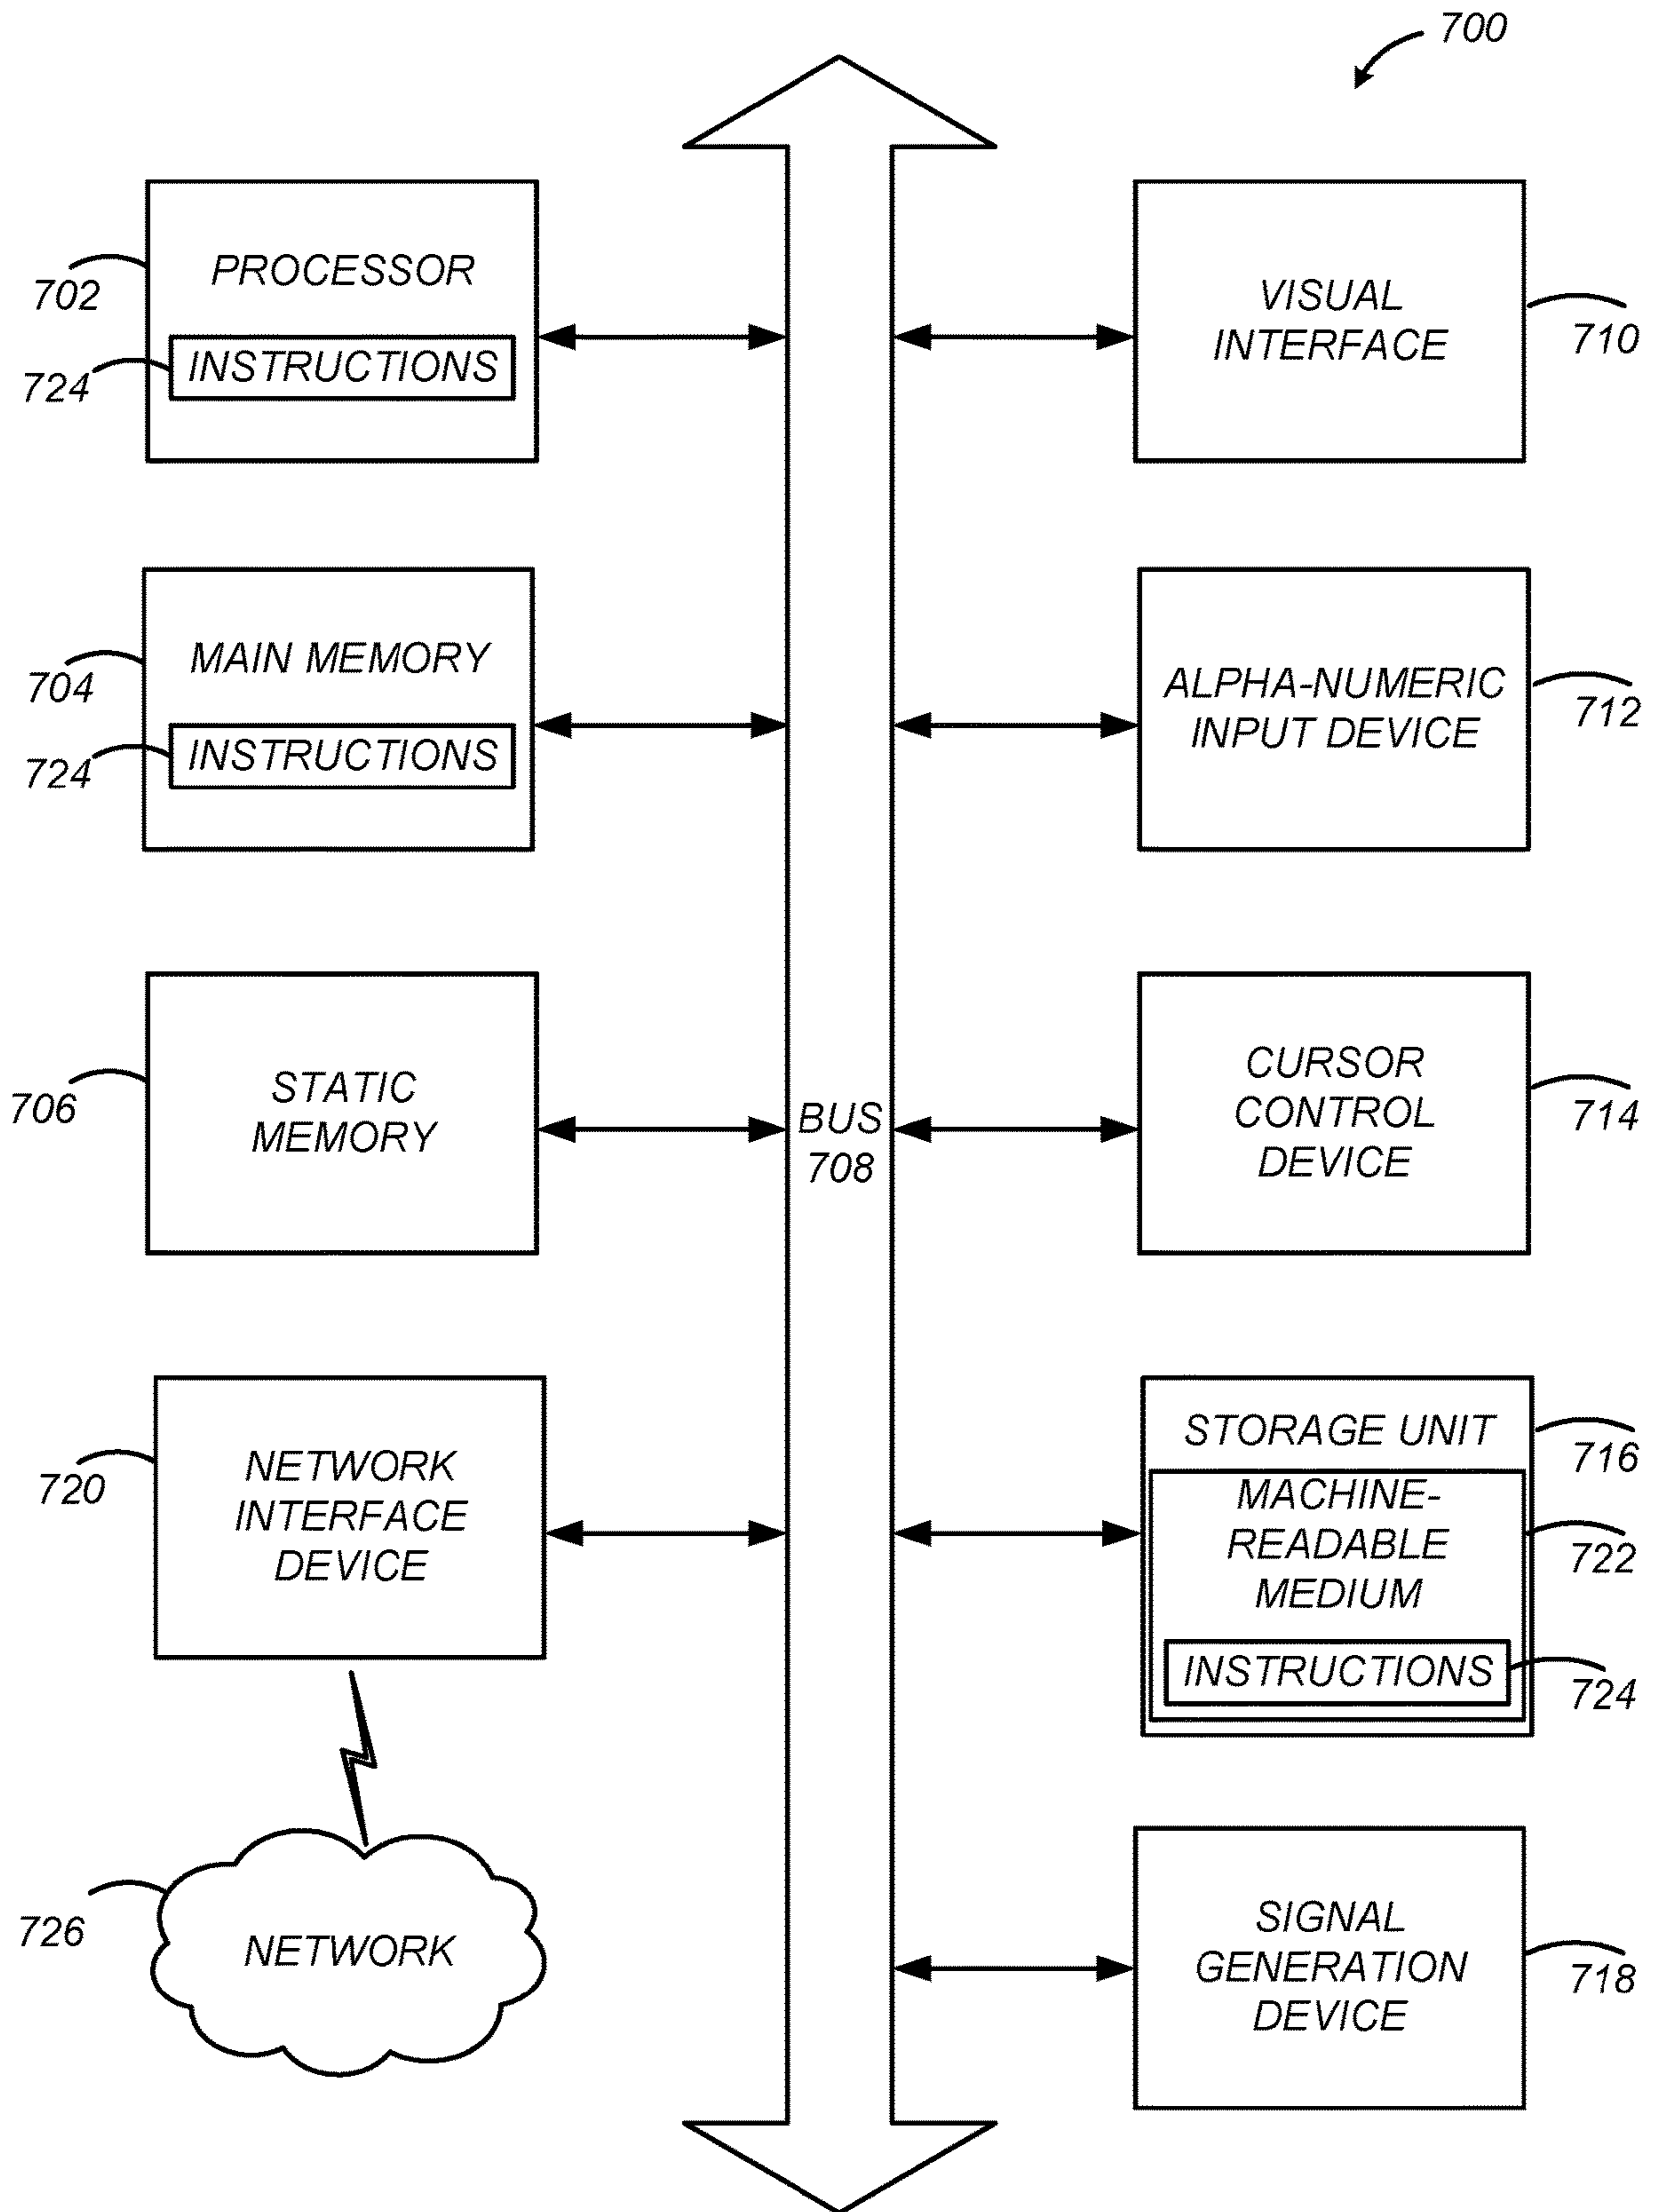 700
PROCESSOR
702
INSTRUCTIONS
724
MAIN MEMORY
704
INSTRUCTIONS
724
STATIC
MEMORY
706
NETWORK
INTERFACE
DEVICE
720
NETWORK
726
BUS
708
VISUAL
INTERFACE
710
ALPHA-NUMERIC
INPUT DEVICE
712
CURSOR
CONTROL
DEVICE
714
STORAGE UNIT
716
MACHINE-
READABLE
MEDIUM
722
INSTRUCTIONS
724
SIGNAL
GENERATION
DEVICE
718